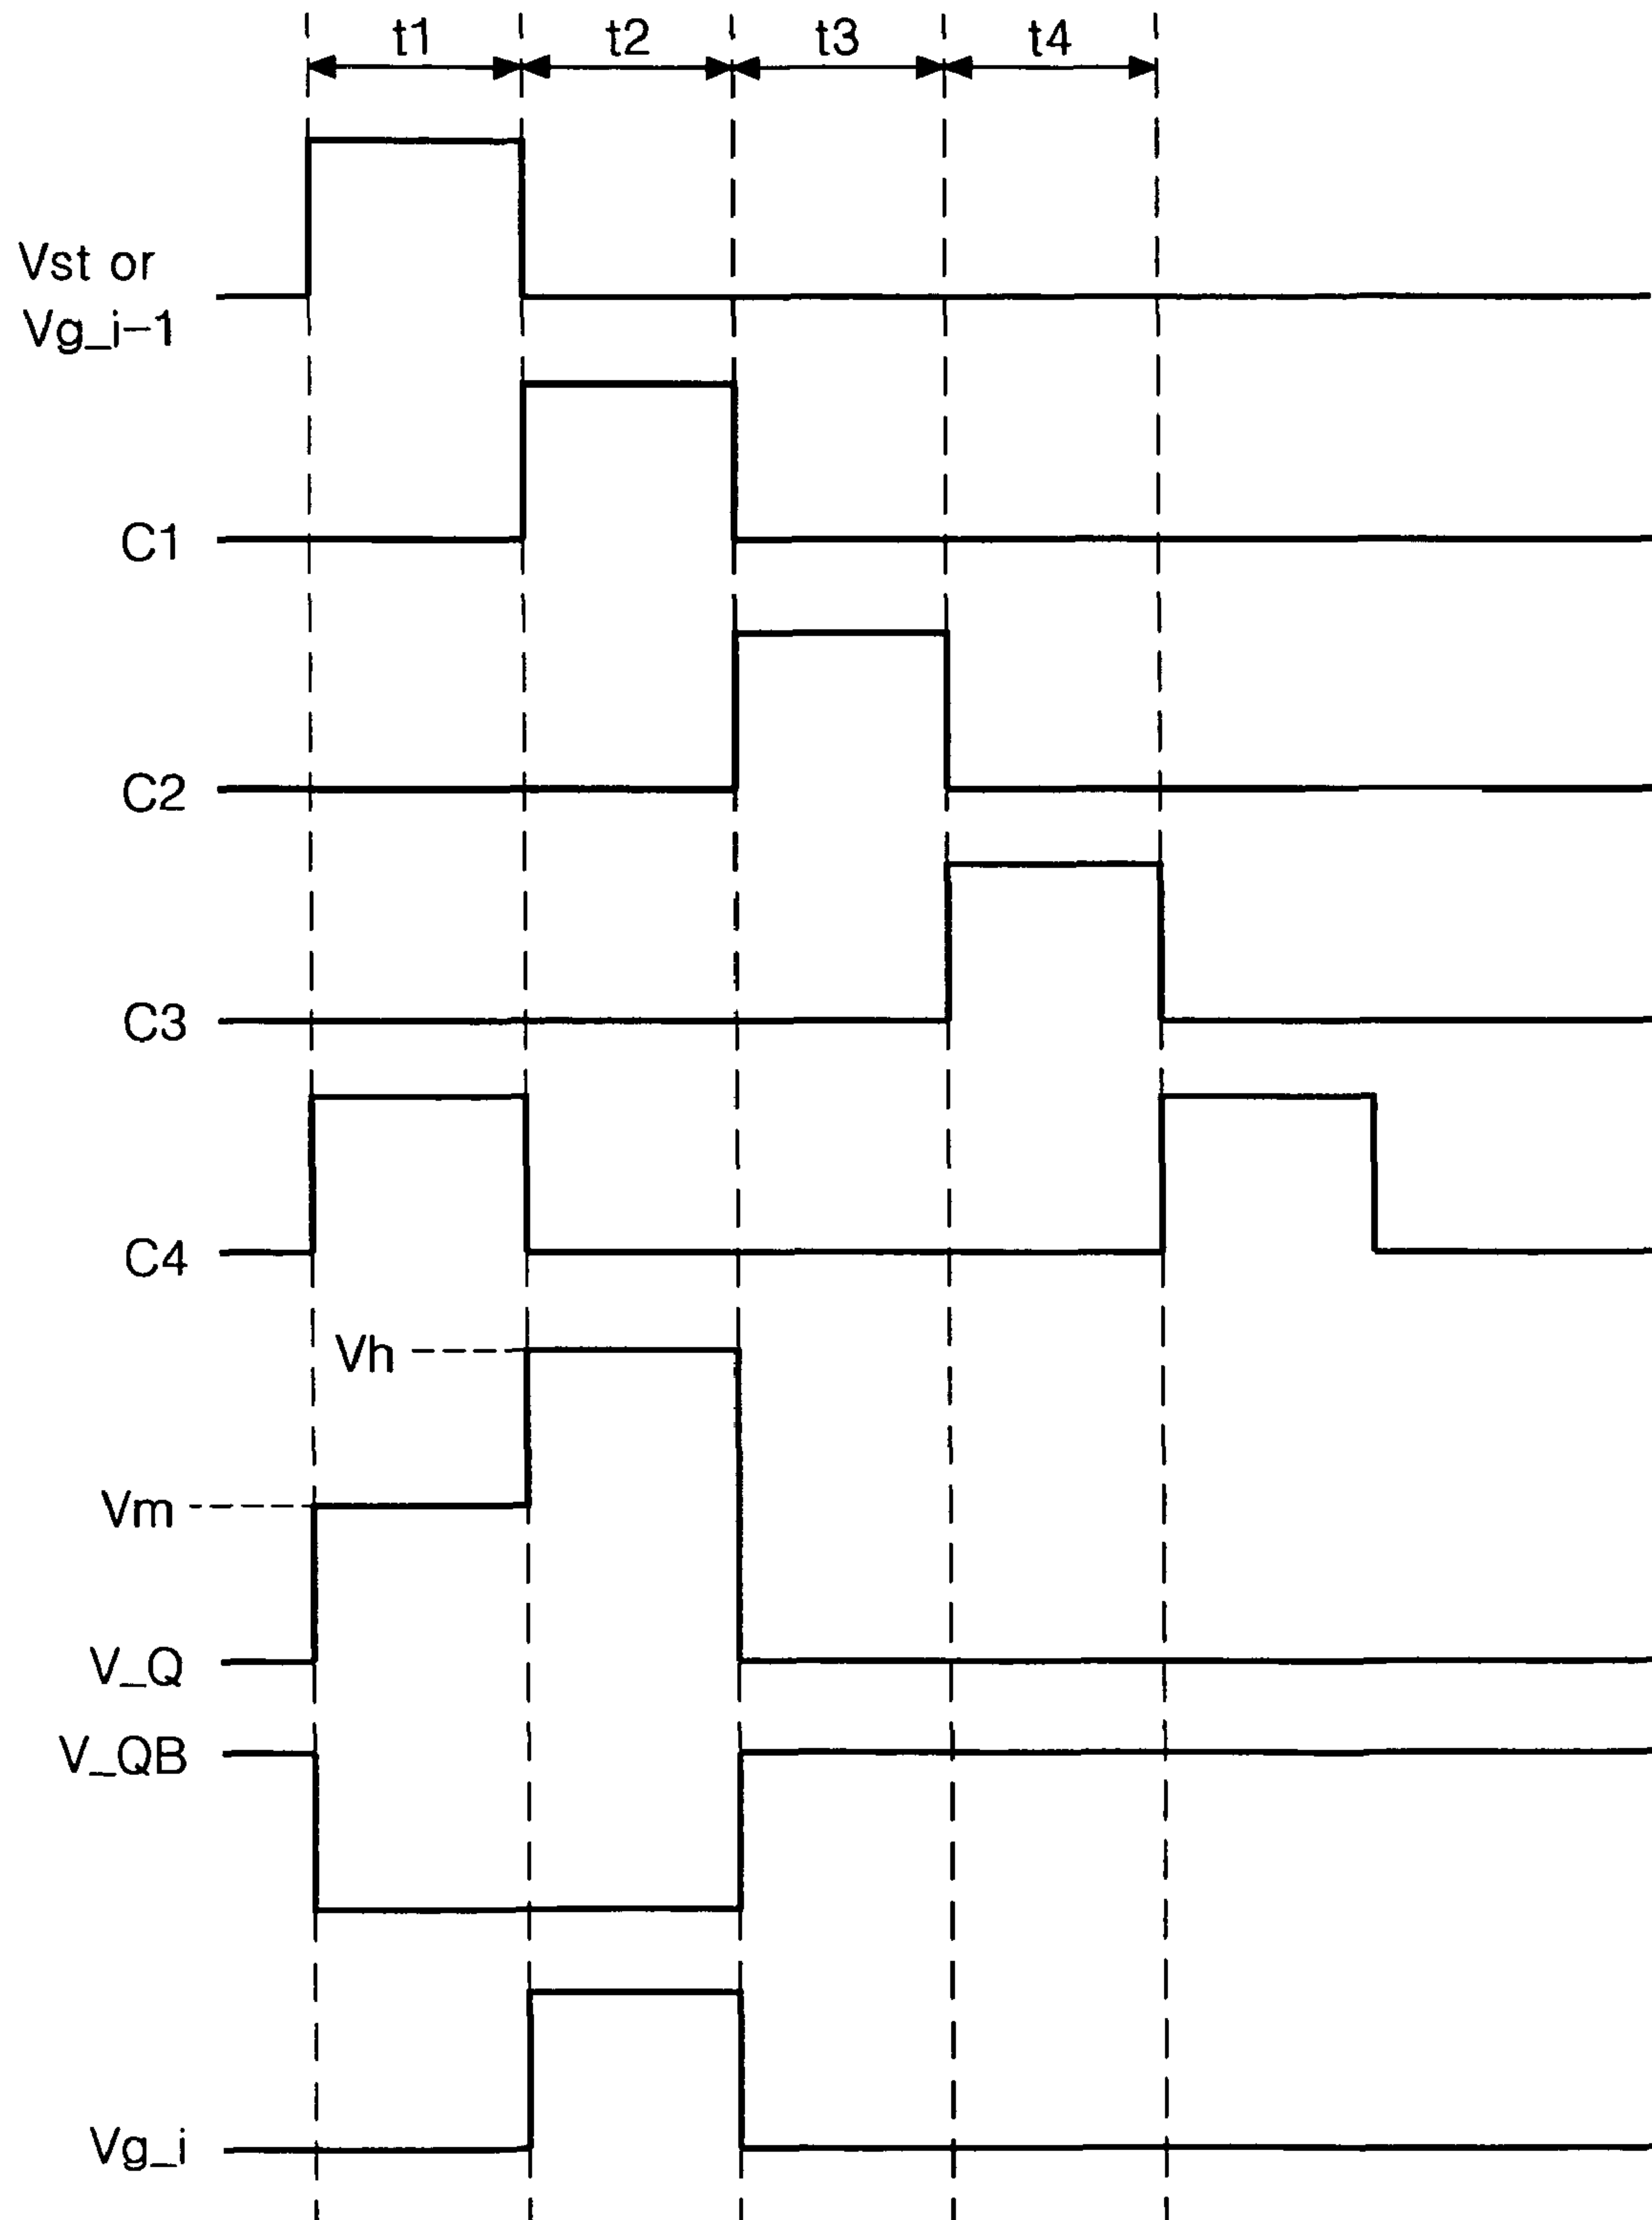 t1 t2 t3 t4
Vst or
Vg_i-1
C1
C2
C3
C4
Vh
Vm
V_Q
V_QB
Vg_i